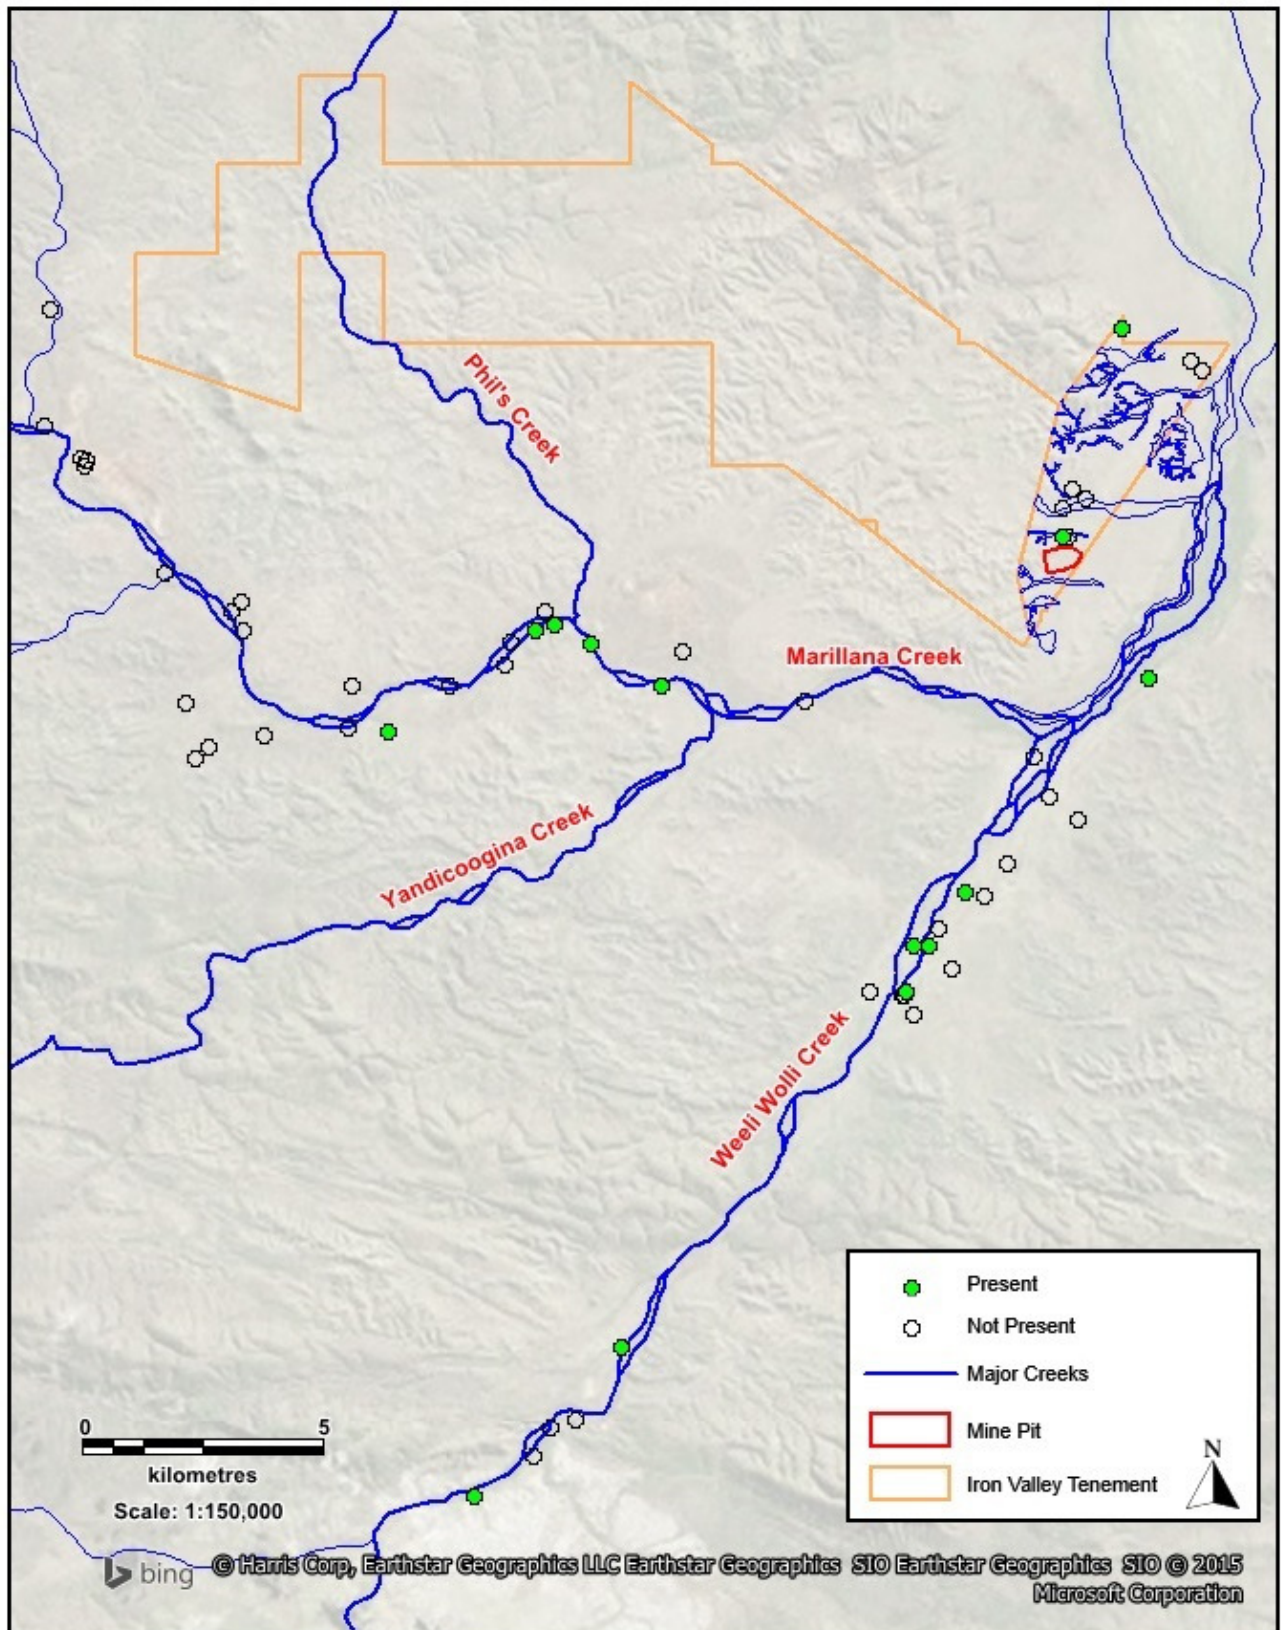 Phil's Creek
Marillana Creek
Yandicoogina Creek
Weeli Wolli Creek
Present
Not Present
Major Creeks
Mine Pit
Iron Valley Tenement
N
0 5
kilometres
Scale: 1:150,000
bing
© Harris Corp, Earthstar Geographics LLC Earthstar Geographics SIO Earthstar Geographics SIO © 2015
Microsoft Corporation